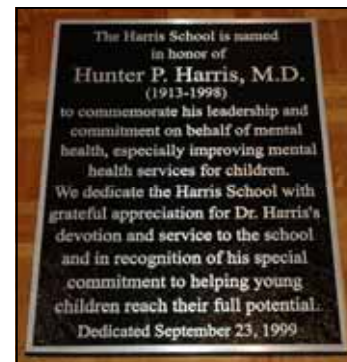 The Harris School is named
in honor of
Hunter P. Harris, M.D.
(1913-1998)
to commemorate his leadership and
commitment on behalf of mental
health, especially improving mental
health services for children.
We dedicate the Harris School with
grateful appreciation for Dr. Harris's
devotion and service to the school
and in recognition of his special
commitment to helping young
children reach their full potential.
Dedicated September 23, 1999